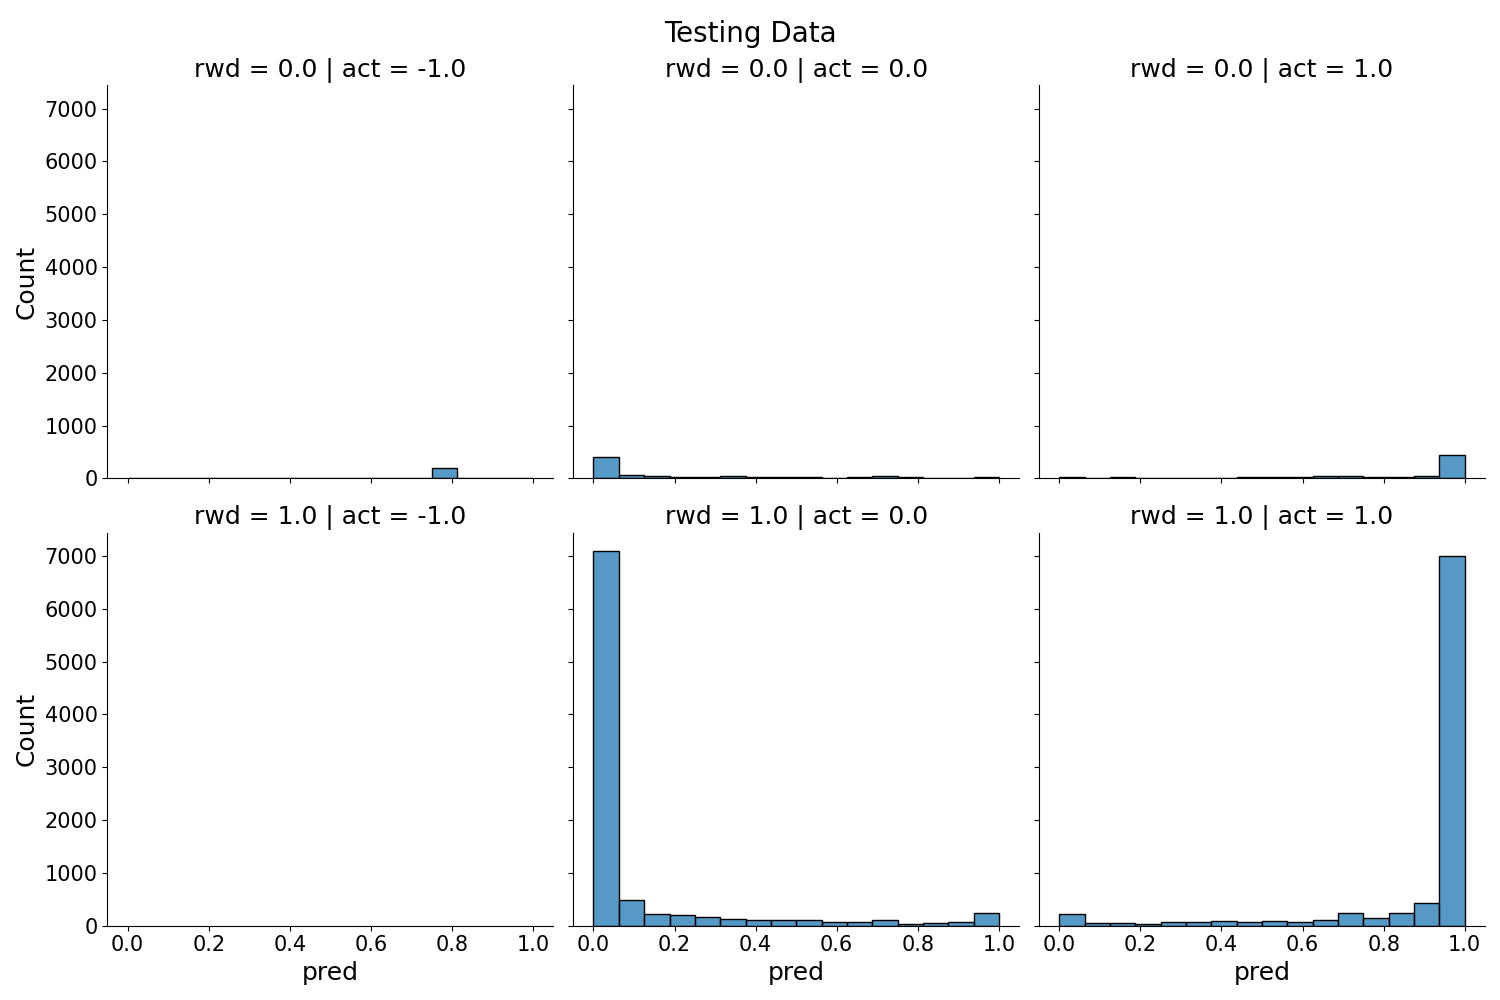 Testing Data
rwd = 0.0 | act = -1.0
rwd = 0.0 | act = 0.0
rwd = 0.0 | act = 1.0
7000
6000
5000
4000
3000
2000
1000
0
Count
rwd = 1.0 | act = -1.0
rwd = 1.0 | act = 0.0
rwd = 1.0 | act = 1.0
7000
6000
5000
4000
3000
2000
1000
0
Count
0.0 0.2 0.4 0.6 0.8 1.0
0.0 0.2 0.4 0.6 0.8 1.0
0.0 0.2 0.4 0.6 0.8 1.0
pred
pred
pred